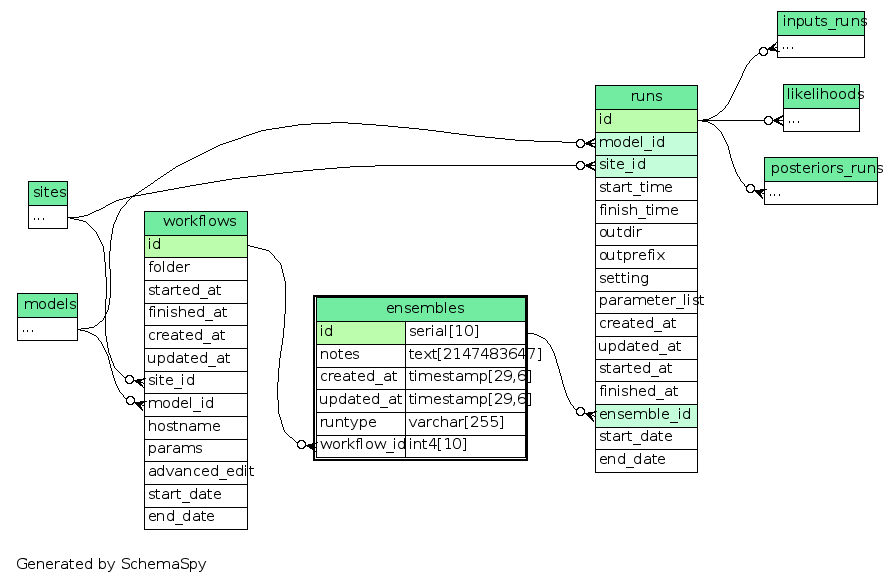 inputs_runs
...
likelihoods
...
posteriors_runs
...
runs
id
model_id
site_id
start_time
finish_time
outdir
outprefix
setting
parameter_list
created_at
updated_at
started_at
finished_at
ensemble_id
start_date
end_date
sites
...
models
...
workflows
id
folder
started_at
finished_at
created_at
updated_at
site_id
model_id
hostname
params
advanced_edit
start_date
end_date
ensembles
id serial[10]
notes text[2147483647]
created_at timestamp[29,6]
updated_at timestamp[29,6]
runtype varchar[255]
workflow_id int4[10]
Generated by SchemaSpy